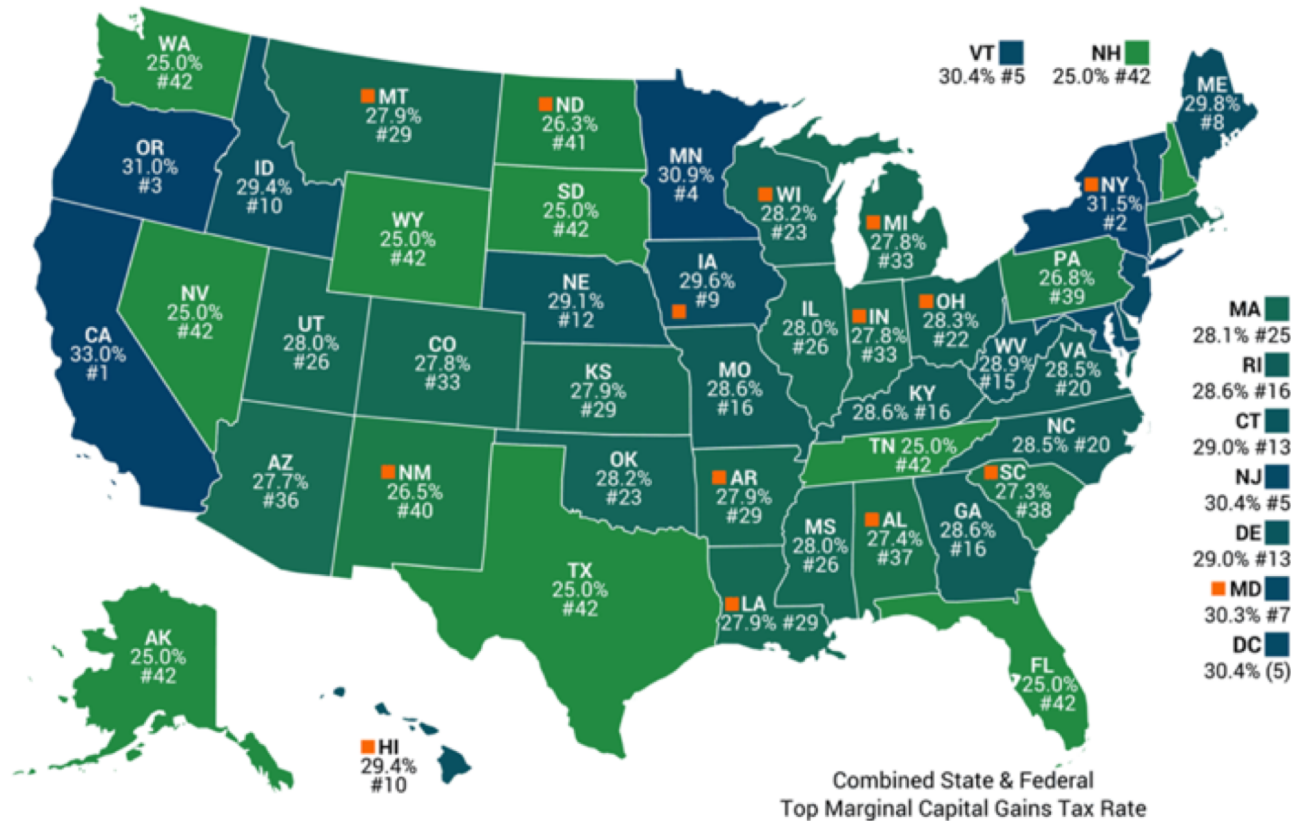 WA
25.0%
#42
MT
27.9%
#29
ND
26.3%
#41
VT
30.4% #5
NH
25.0% #42
ME
29.8%
#8
OR
31.0%
#3
ID
29.4%
#10
MN
30.9%
#4
WI
28.2%
#23
MI
27.8%
#33
NY
31.5%
#2
WY
25.0%
#42
SD
25.0%
#42
IA
29.6%
#9
PA
26.8%
#39
NV
25.0%
#42
UT
28.0%
#26
NE
29.1%
#12
IL
28.0%
#26
IN
27.8%
#33
OH
28.3%
#22
CA
33.0%
#1
CO
27.8%
#33
KS
27.9%
#29
MO
28.6%
#16
WV
28.9%
#15
VA
28.5%
#20
KY
28.6% #16
NC
28.5% #20
TN 25.0%
#42
AZ
27.7%
#36
NM
26.5%
#40
OK
28.2%
#23
AR
27.9%
#29
SC
27.3%
#38
MS
28.0%
#26
AL
27.4%
#37
GA
28.6%
#16
TX
25.0%
#42
LA
27.9% #29
FL
25.0%
#42
AK
25.0%
#42
HI
29.4%
#10
MA
28.1% #25
RI
28.6% #16
CT
29.0% #13
NJ
30.4% #5
DE
29.0% #13
MD
30.3% #7
DC
30.4% (5)
Combined State & Federal
Top Marginal Capital Gains Tax Rate